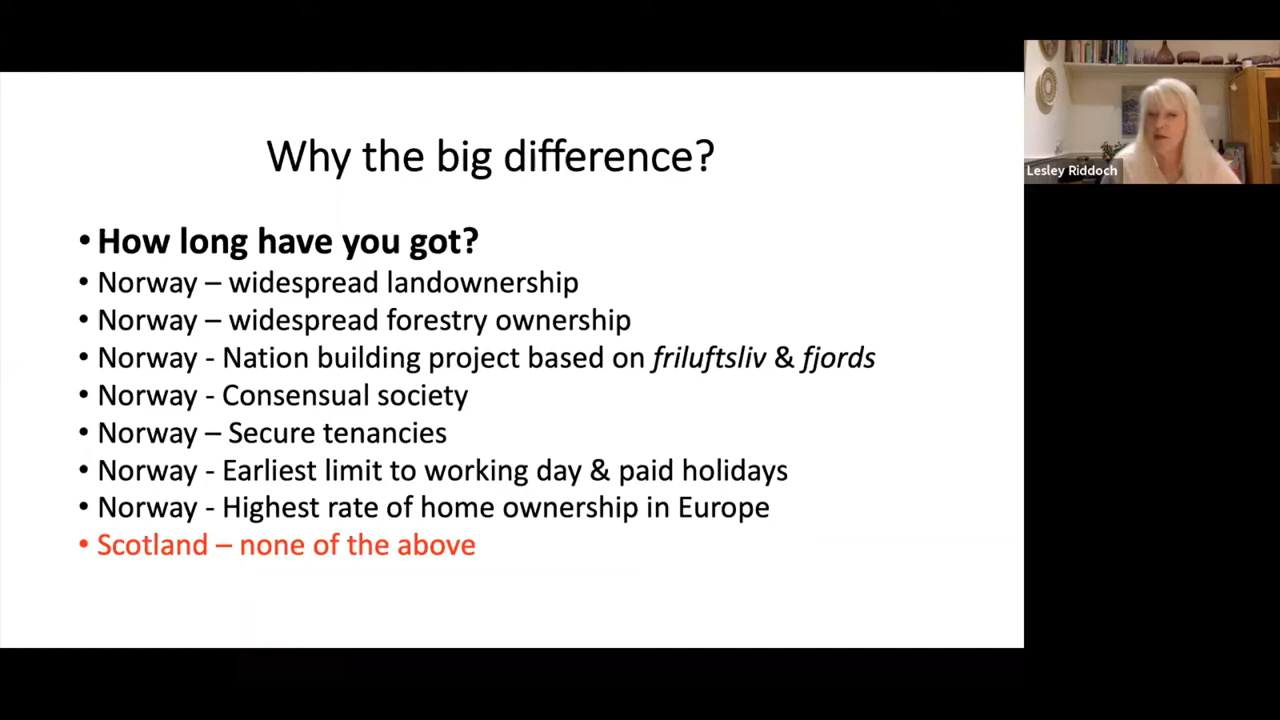 Why the big difference?
• How long have you got?
• Norway – widespread landownership
• Norway – widespread forestry ownership
• Norway - Nation building project based on friluftsliv & fjords
• Norway - Consensual society
• Norway – Secure tenancies
• Norway - Earliest limit to working day & paid holidays
• Norway - Highest rate of home ownership in Europe
• Scotland – none of the above
Lesley Riddoch